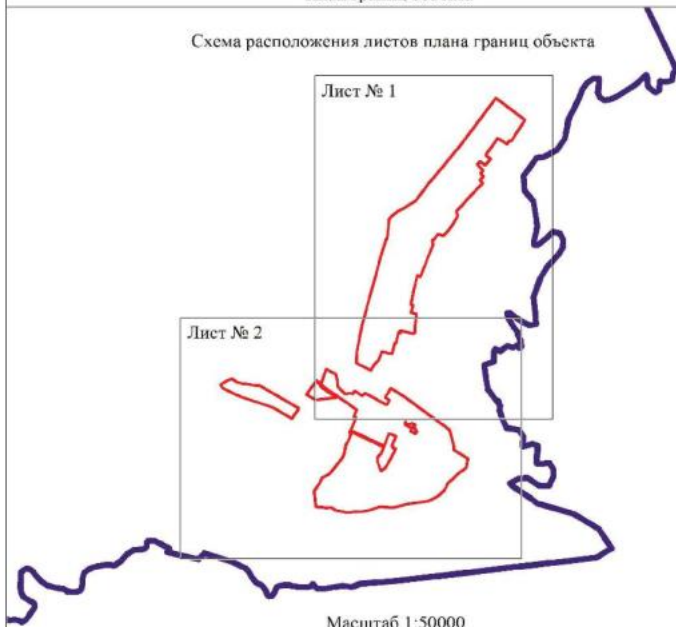 Схема расположения листов плана границ объекта
Лист № 1
Лист № 2
Масштаб 1:50000